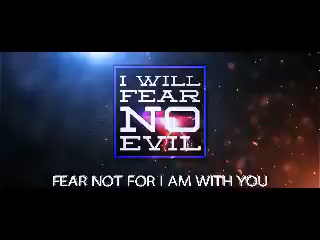 I WILL
FEAR
NO
EVIL
FEAR NOT FOR I AM WITH YOU